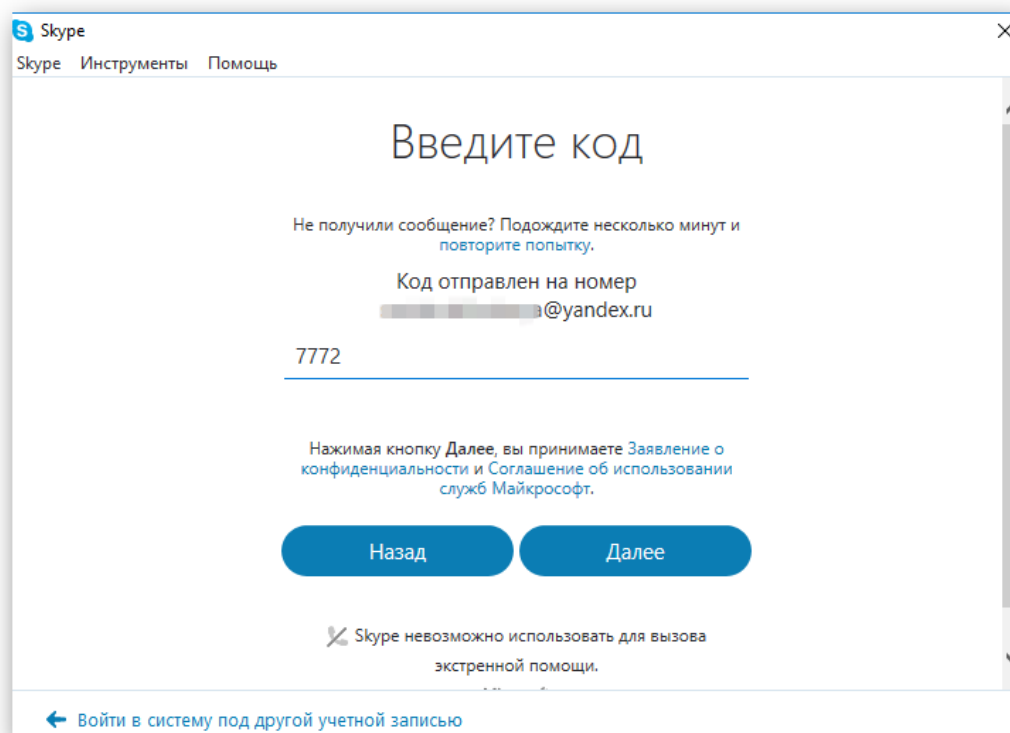 Skype
Skype Инструменты Помощь
Введите код
Не получили сообщение? Подождите несколько минут и
повторите попытку.
Код отправлен на номер
a@yandex.ru
7772
Нажимая кнопку Далее, вы принимаете Заявление о
конфиденциальности и Соглашение об использовании
служб Майкрософт.
Назад Далее
Skype невозможно использовать для вызова
экстренной помощи.
Войти в систему под другой учетной записью